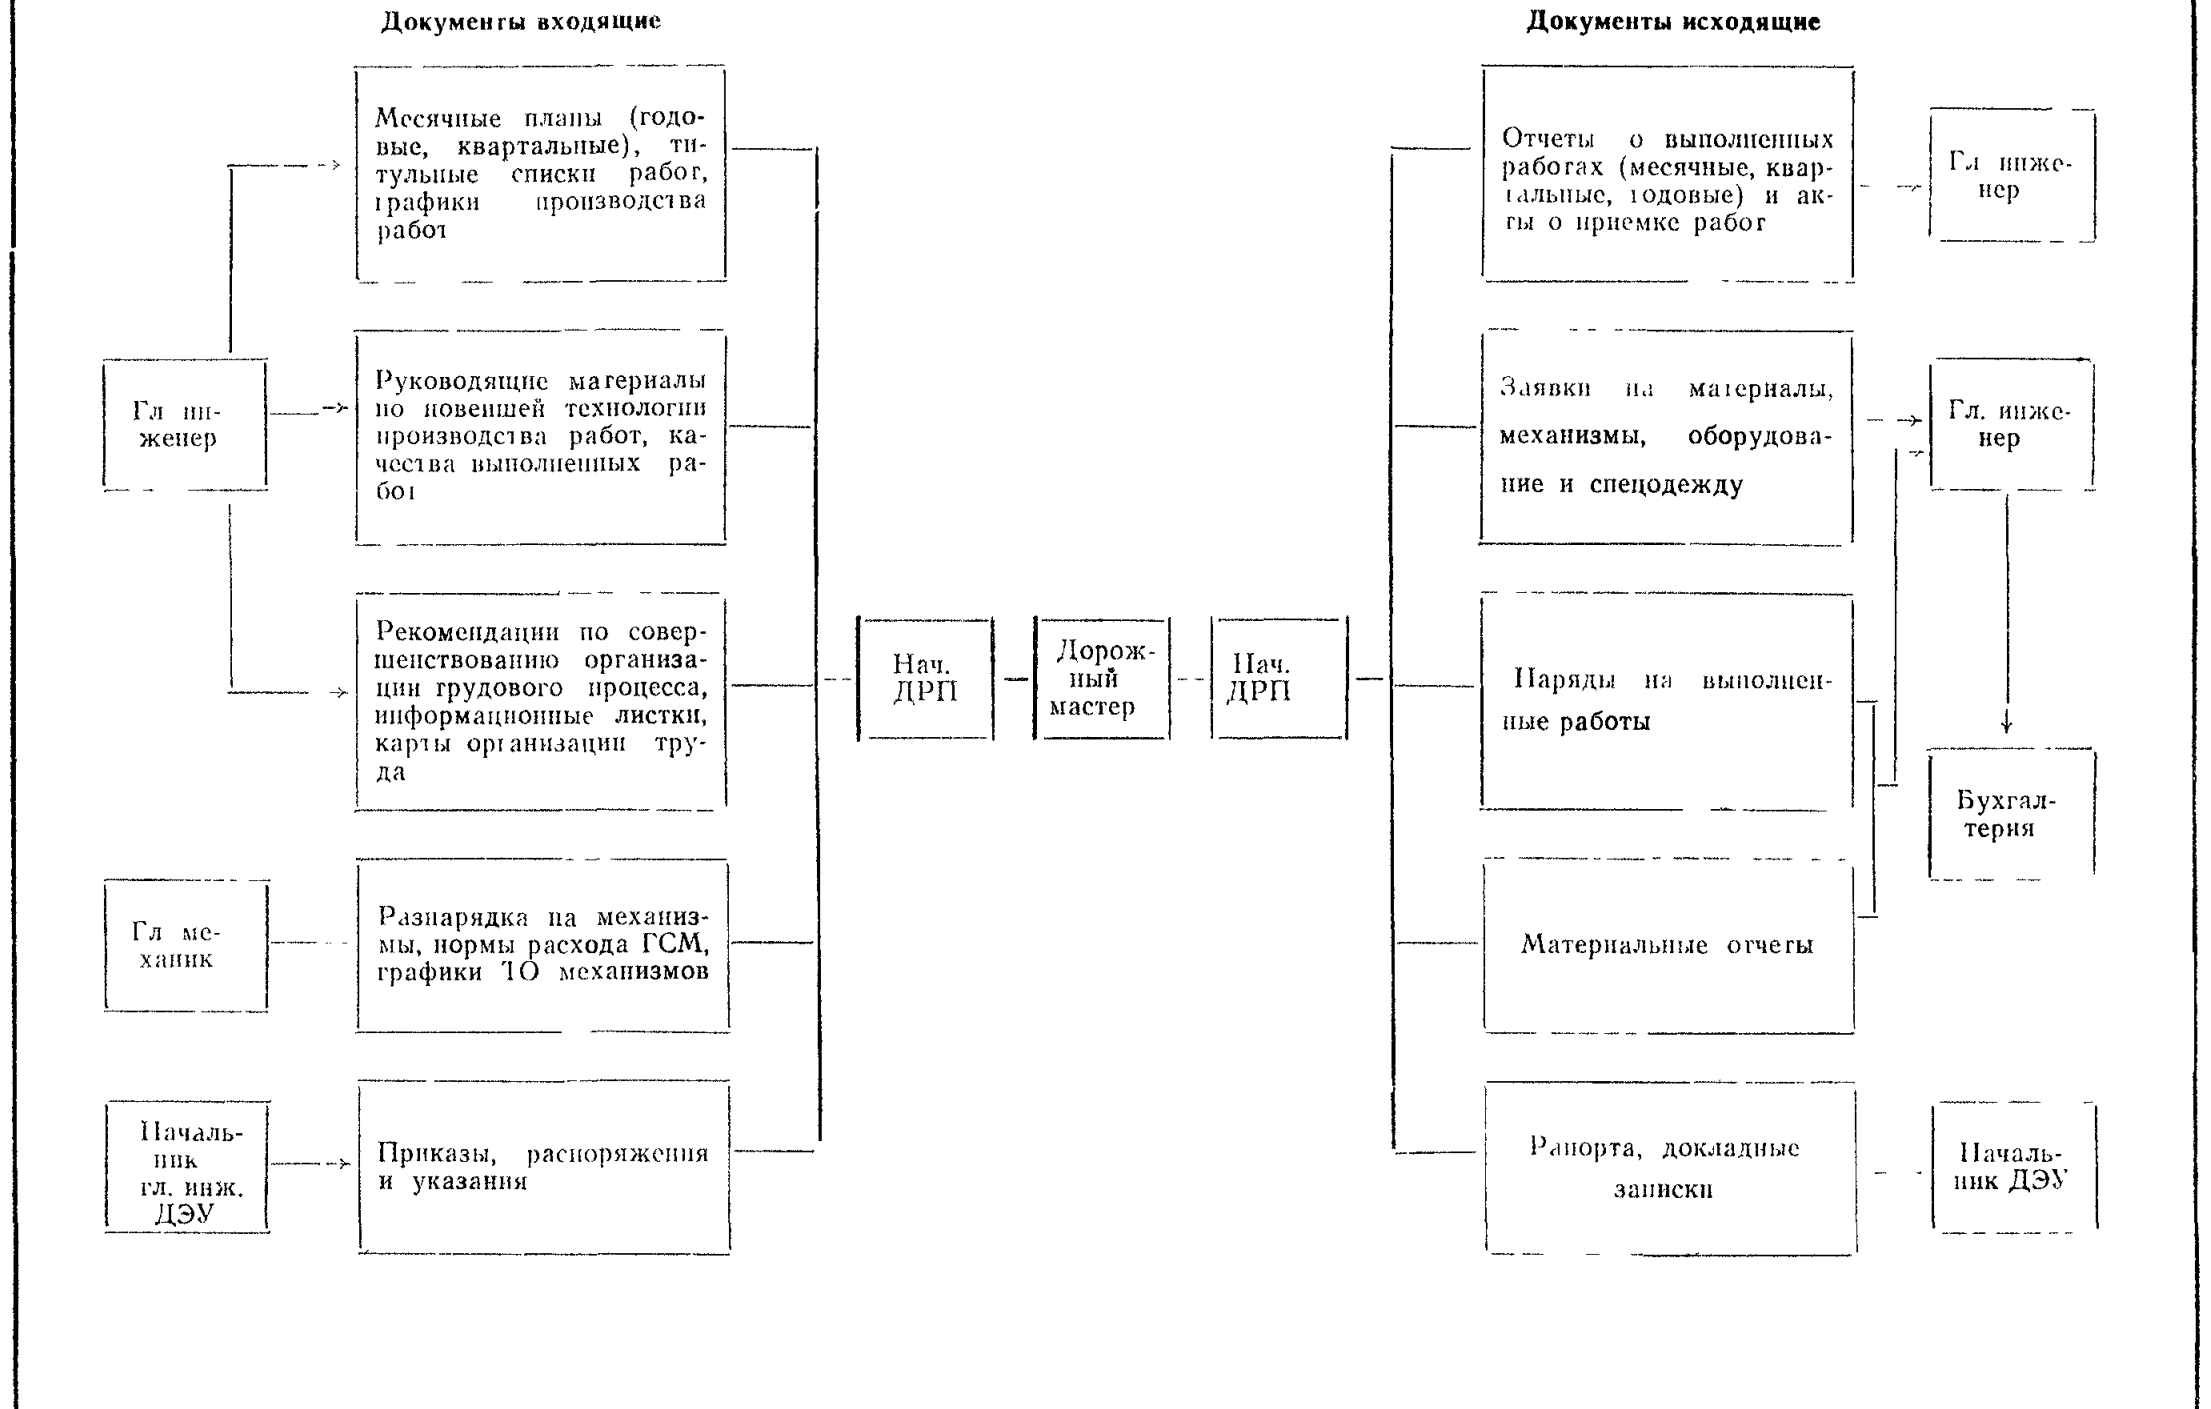 Документы входящие
Документы исходящие
Месячные планы (годо-
вые, квартальные), ти-
тульные списки работ,
графики производства
работ
Руководящие материалы
по новейшей технологии
производства работ, ка-
чества выполненных ра-
бот
Рекомендации по совер-
шенствованию организа-
ции трудового процесса,
информационные листки,
карты организации тру-
да
Разнарядка на механиз-
мы, нормы расхода ГСМ,
графики ТО механизмов
Приказы, распоряжения
и указания
Гл ин-
женер
Гл ме-
ханик
Началь-
ник
гл. инж.
ДЭУ
Нач.
ДРП
Дорож-
ный
мастер
Нач.
ДРП
Отчеты о выполненных
работах (месячные, квар-
тальные, годовые) и ак-
ты о приемке работ
Заявки на материалы,
механизмы, оборудова-
ние и спецодежду
Наряды на выполнен-
ные работы
Материальные отчеты
Рапорта, докладные
записки
Гл инже-
нер
Гл. инже-
нер
Бухгал-
терия
Началь-
ник ДЭУ